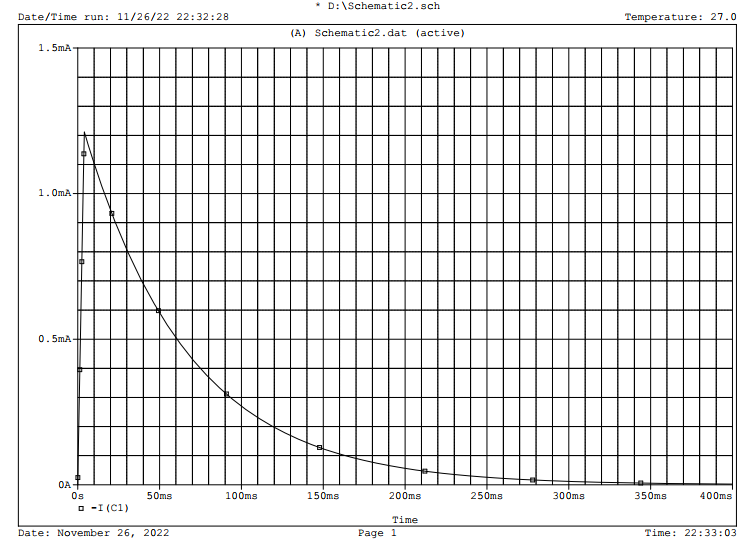 * D:\Schematic2.sch
Date/Time run: 11/26/22 22:32:28 Temperature: 27.0
(A) Schematic2.dat (active)
1.5mA
1.0mA
0.5mA
0A
0s 50ms 100ms 150ms 200ms 250ms 300ms 350ms 400ms
-I(C1)
Time
Date: November 26, 2022 Page 1 Time: 22:33:03